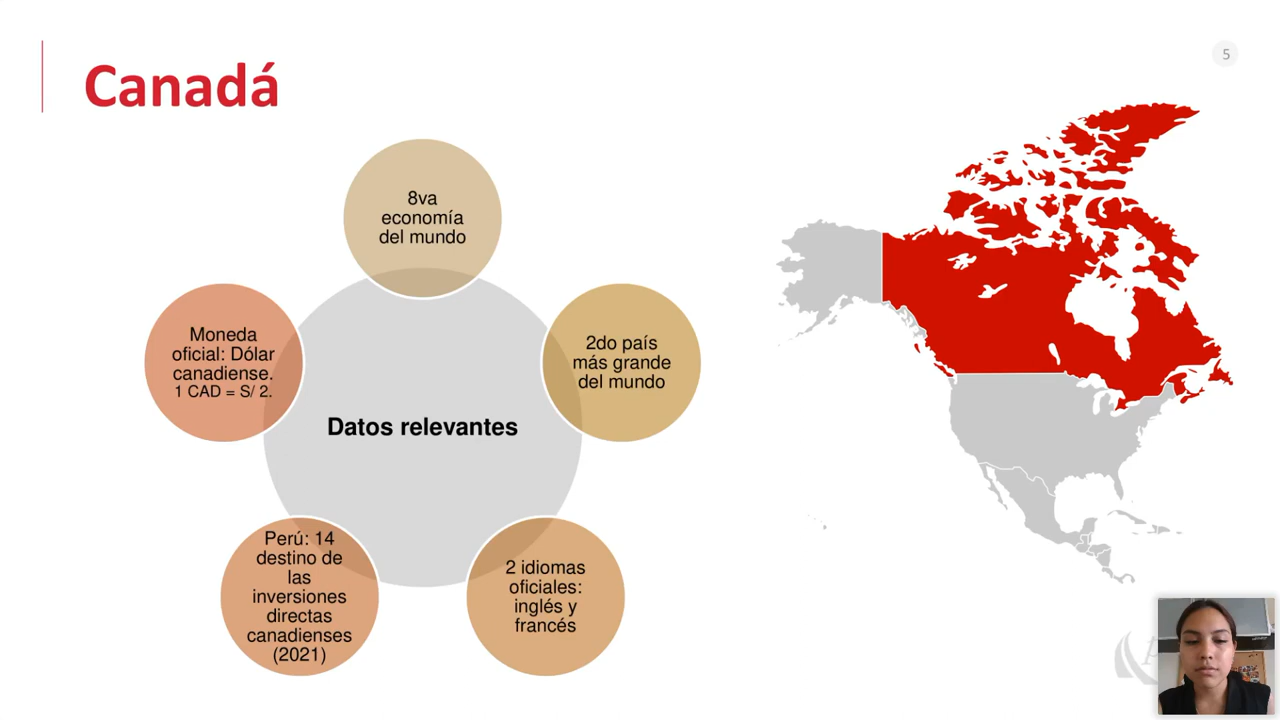 5
Canadá
8va
economía
del mundo
2do país
más grande
del mundo
2 idiomas
oficiales:
inglés y
francés
Perú: 14
destino de
las
inversiones
directas
canadienses
(2021)
Moneda
oficial: Dólar
canadiense.
1 CAD = S/ 2.
Datos relevantes